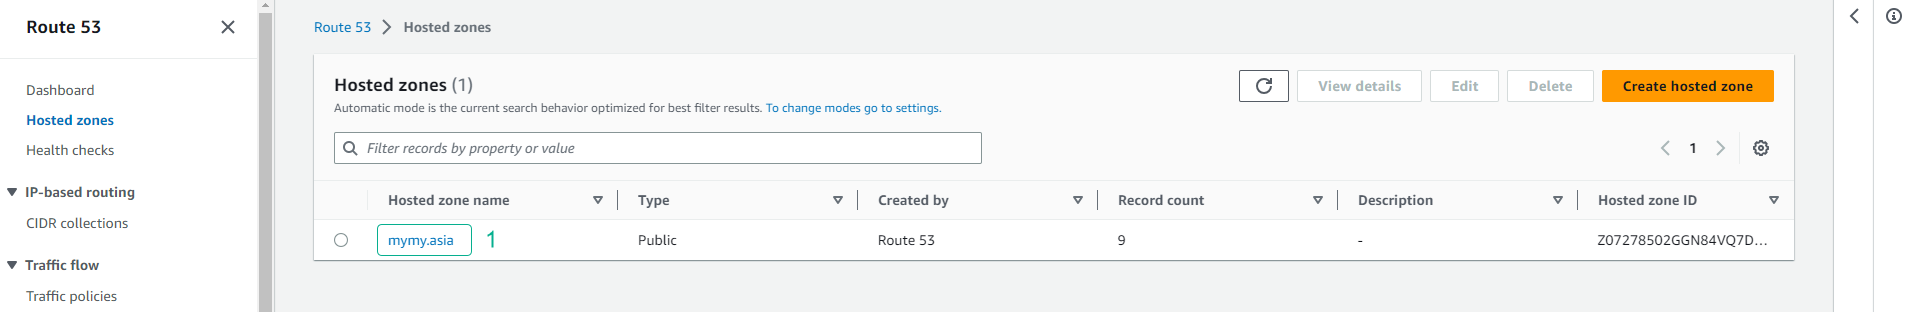 Route 53
Dashboard
Hosted zones
Health checks
IP-based routing
CIDR collections
Traffic flow
Traffic policies
Route 53 > Hosted zones
Hosted zones (1)
Automatic mode is the current search behavior optimized for best filter results. To change modes go to settings.
View details Edit Delete Create hosted zone
Filter records by property or value
1
Hosted zone name Type Created by Record count Description Hosted zone ID
mymy.asia 1 Public Route 53 9 - Z07278502GGN84VQ7D...